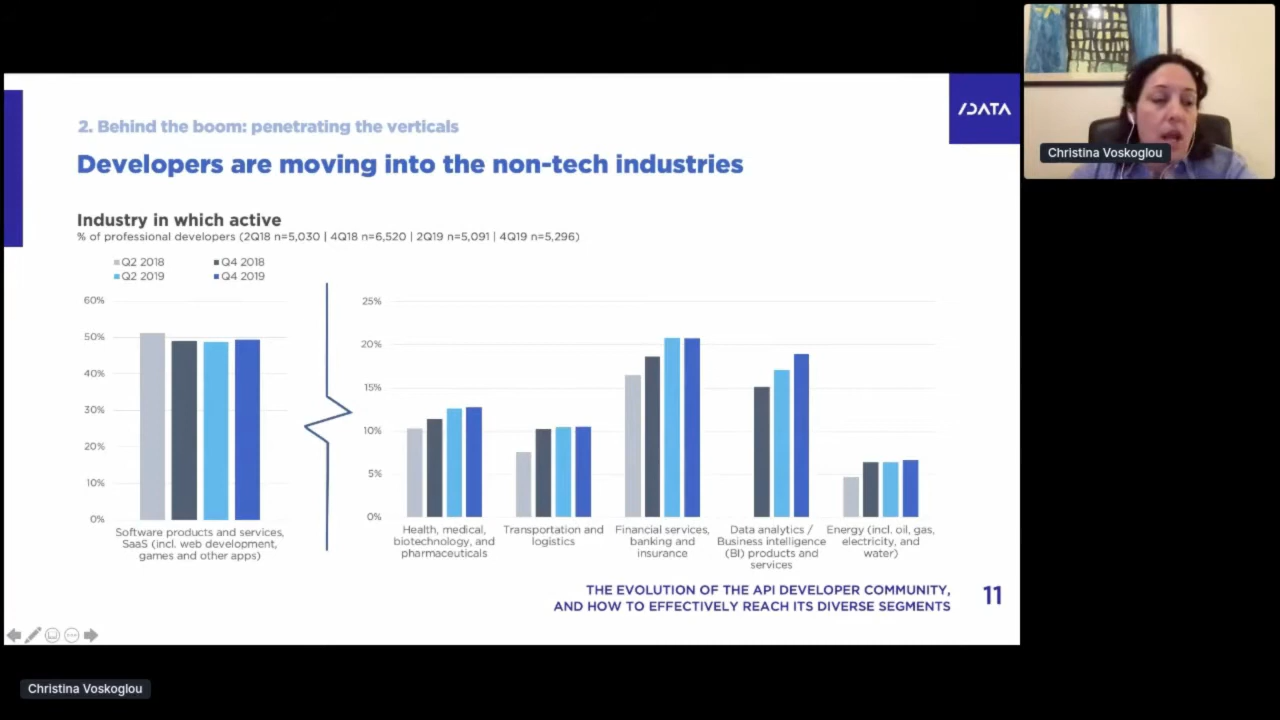 /DATA
Christina Voskoglou
2. Behind the boom: penetrating the verticals
Developers are moving into the non-tech industries
Industry in which active
% of professional developers (2Q18 n=5,030 | 4Q18 n=6,520 | 2Q19 n=5,091 | 4Q19 n=5,296)
Q2 2018
Q4 2018
Q2 2019
Q4 2019
60%
50%
40%
30%
20%
10%
0%
Software products and services,
SaaS (incl. web development,
games and other apps)
25%
20%
15%
10%
5%
0%
Health, medical,
biotechnology, and
pharmaceuticals
Transportation and
logistics
Financial services,
banking and
insurance
Data analytics /
Business intelligence
(BI) products and
services
Energy (incl. oil, gas,
electricity, and
water)
THE EVOLUTION OF THE API DEVELOPER COMMUNITY,
AND HOW TO EFFECTIVELY REACH ITS DIVERSE SEGMENTS
11
Christina Voskoglou